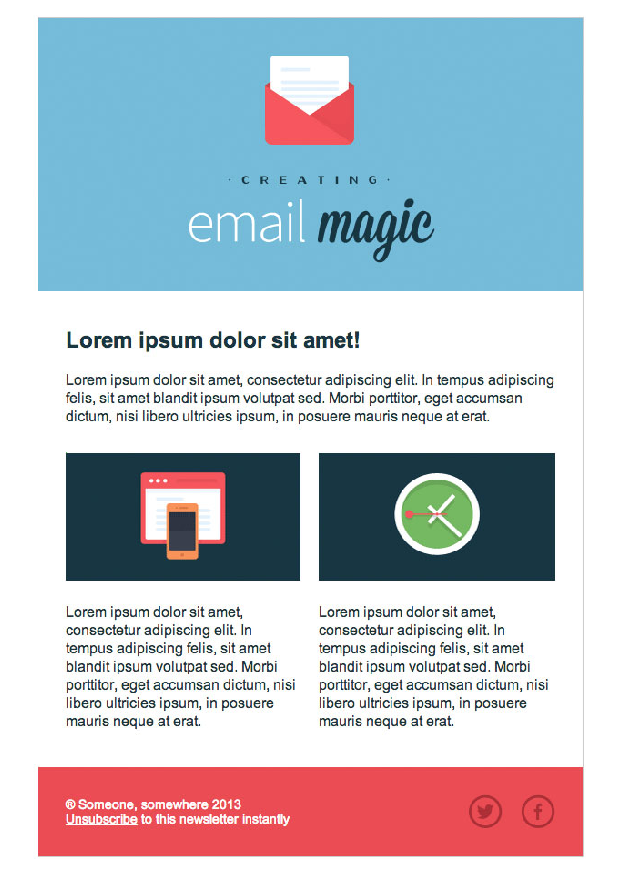 · CREATING ·
email magic
Lorem ipsum dolor sit amet!
Lorem ipsum dolor sit amet, consectetur adipiscing elit. In tempus adipiscing
felis, sit amet blandit ipsum volutpat sed. Morbi porttitor, eget accumsan
dictum, nisi libero ultricies ipsum, in posuere mauris neque at erat.
Lorem ipsum dolor sit amet,
consectetur adipiscing elit. In
tempus adipiscing felis, sit amet
blandit ipsum volutpat sed. Morbi
porttitor, eget accumsan dictum, nisi
libero ultricies ipsum, in posuere
mauris neque at erat.
Lorem ipsum dolor sit amet,
consectetur adipiscing elit. In
tempus adipiscing felis, sit amet
blandit ipsum volutpat sed. Morbi
porttitor, eget accumsan dictum, nisi
libero ultricies ipsum, in posuere
mauris neque at erat.
® Someone, somewhere 2013
Unsubscribe to this newsletter instantly